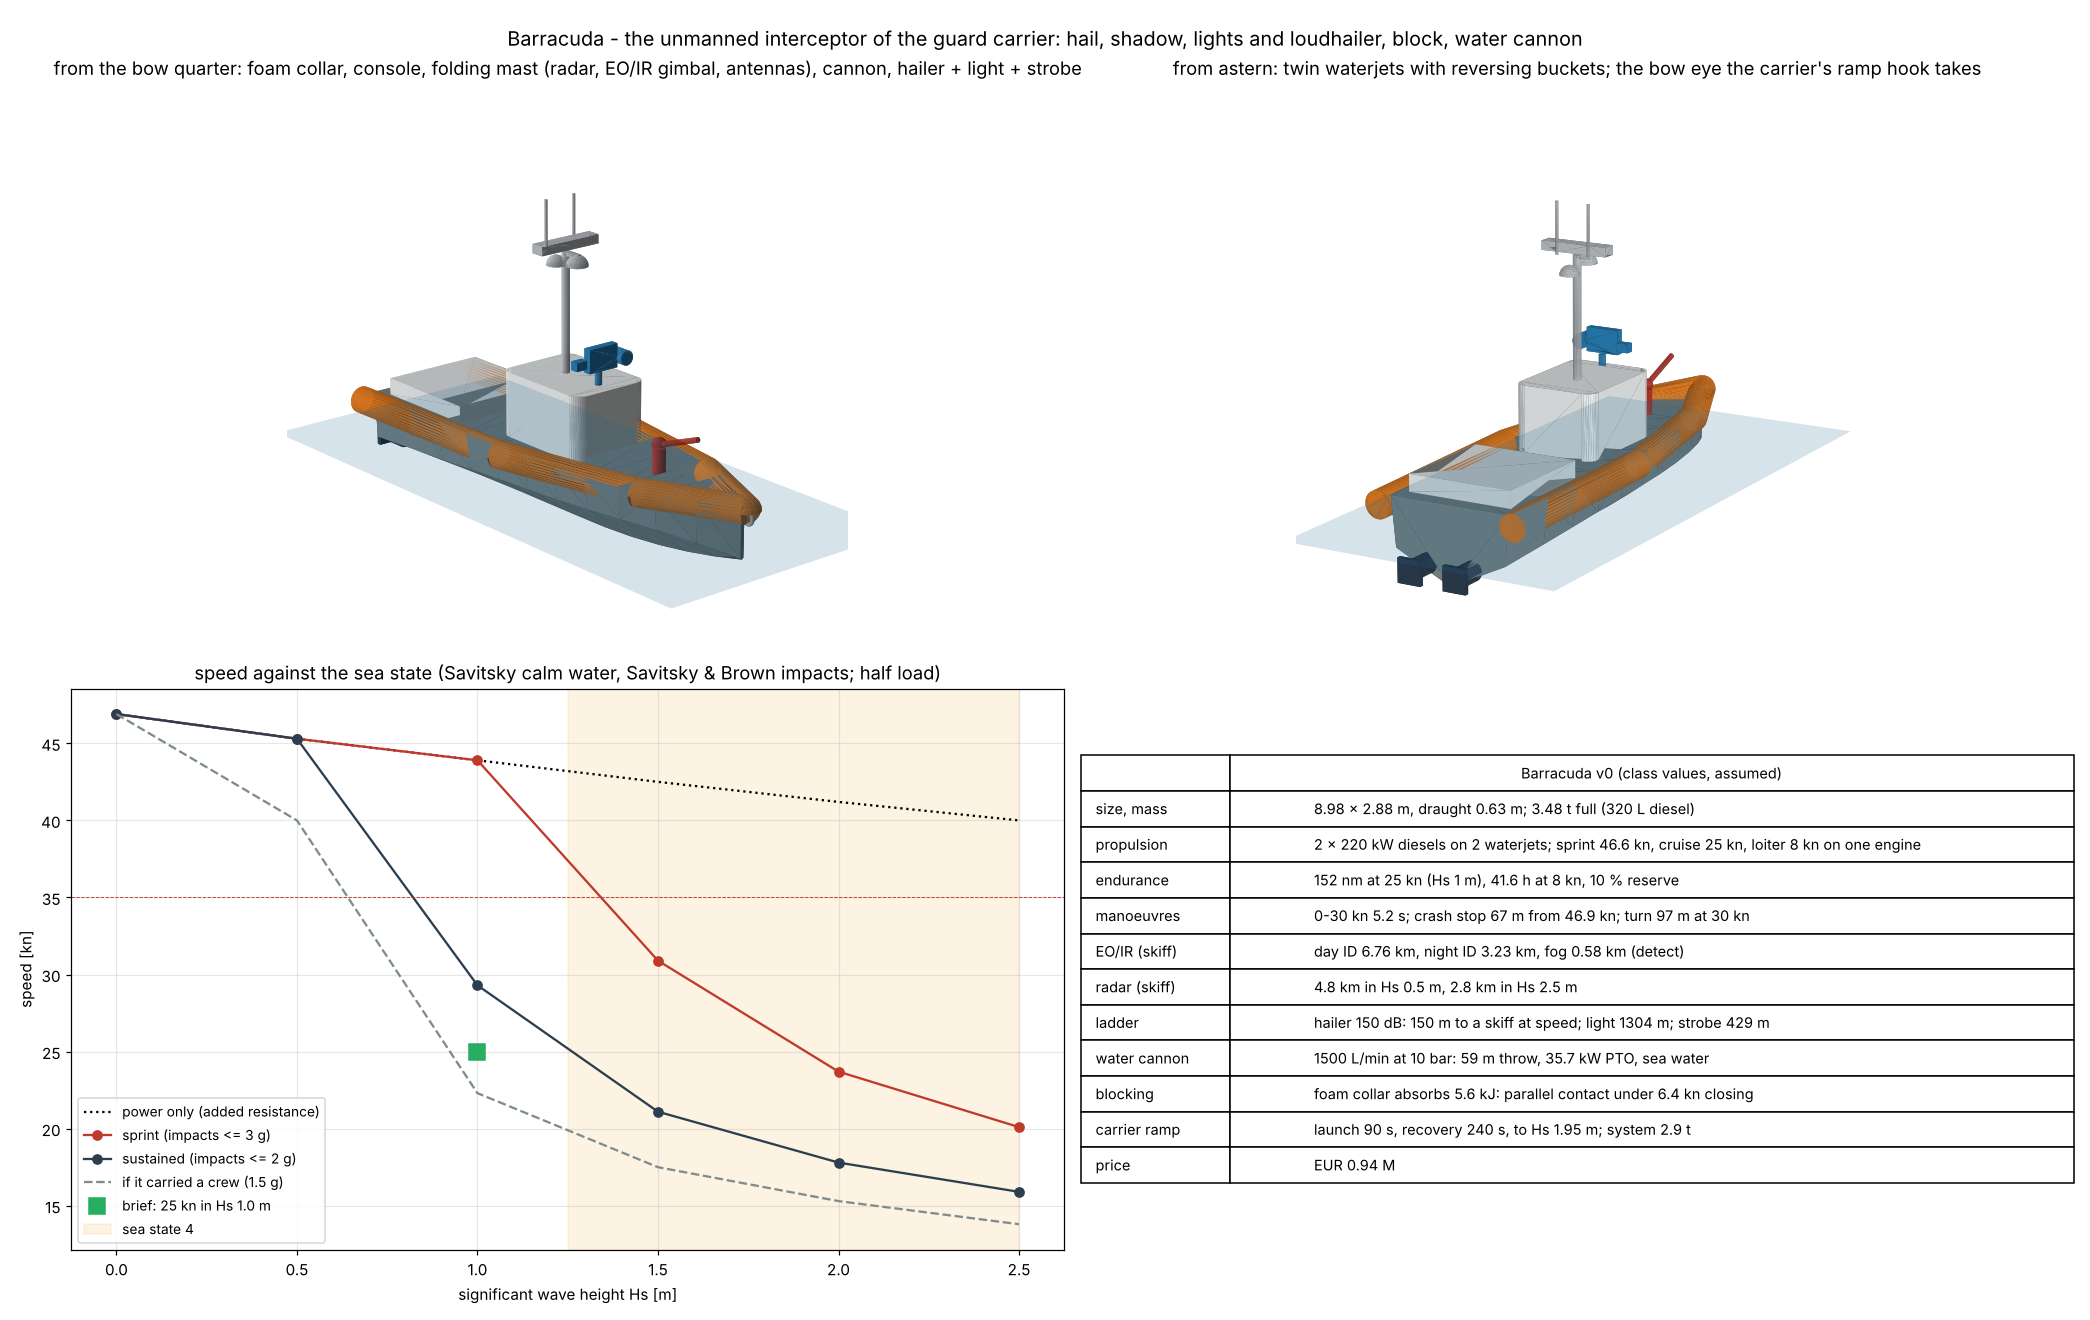 Barracuda - the unmanned interceptor of the guard carrier: hail, shadow, lights and loudhailer, block, water cannon
from the bow quarter: foam collar, console, folding mast (radar, EO/IR gimbal, antennas), cannon, hailer + light + strobe
from astern: twin waterjets with reversing buckets; the bow eye the carrier's ramp hook takes
speed against the sea state (Savitsky calm water, Savitsky & Brown impacts; half load)
speed [kn]
45
40
35
30
25
20
15
power only (added resistance)
sprint (impacts <= 3 g)
sustained (impacts <= 2 g)
if it carried a crew (1.5 g)
brief: 25 kn in Hs 1.0 m
sea state 4
0.0 0.5 1.0 1.5 2.0 2.5
significant wave height Hs [m]
Barracuda v0 (class values, assumed)
size, mass 8.98 × 2.88 m, draught 0.63 m; 3.48 t full (320 L diesel)
propulsion 2 × 220 kW diesels on 2 waterjets; sprint 46.6 kn, cruise 25 kn, loiter 8 kn on one engine
endurance 152 nm at 25 kn (Hs 1 m), 41.6 h at 8 kn, 10 % reserve
manoeuvres 0-30 kn 5.2 s; crash stop 67 m from 46.9 kn; turn 97 m at 30 kn
EO/IR (skiff) day ID 6.76 km, night ID 3.23 km, fog 0.58 km (detect)
radar (skiff) 4.8 km in Hs 0.5 m, 2.8 km in Hs 2.5 m
ladder hailer 150 dB: 150 m to a skiff at speed; light 1304 m; strobe 429 m
water cannon 1500 L/min at 10 bar: 59 m throw, 35.7 kW PTO, sea water
blocking foam collar absorbs 5.6 kJ: parallel contact under 6.4 kn closing
carrier ramp launch 90 s, recovery 240 s, to Hs 1.95 m; system 2.9 t
price EUR 0.94 M